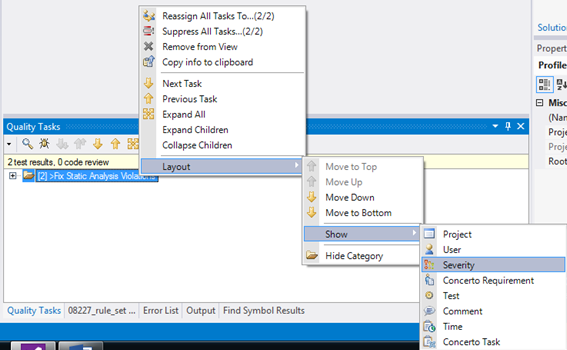 Reassign All Tasks To...(2/2)
Suppress All Tasks...(2/2)
Remove from View
Copy info to clipboard
Next Task
Previous Task
Expand All
Expand Children
Collapse Children
Layout
Move to Top
Move Up
Move Down
Move to Bottom
Show
Hide Category
Project
User
Severity
Concerto Requirement
Test
Comment
Time
Concerto Task
Quality Tasks
2 test results, 0 code review
[2] >Fix Static Analysis Violations
Quality Tasks
08227_rule_set ...
Error List
Output
Find Symbol Results
Solutio
Property
Profile
Misc
(Nam
Proje
Proje
Root